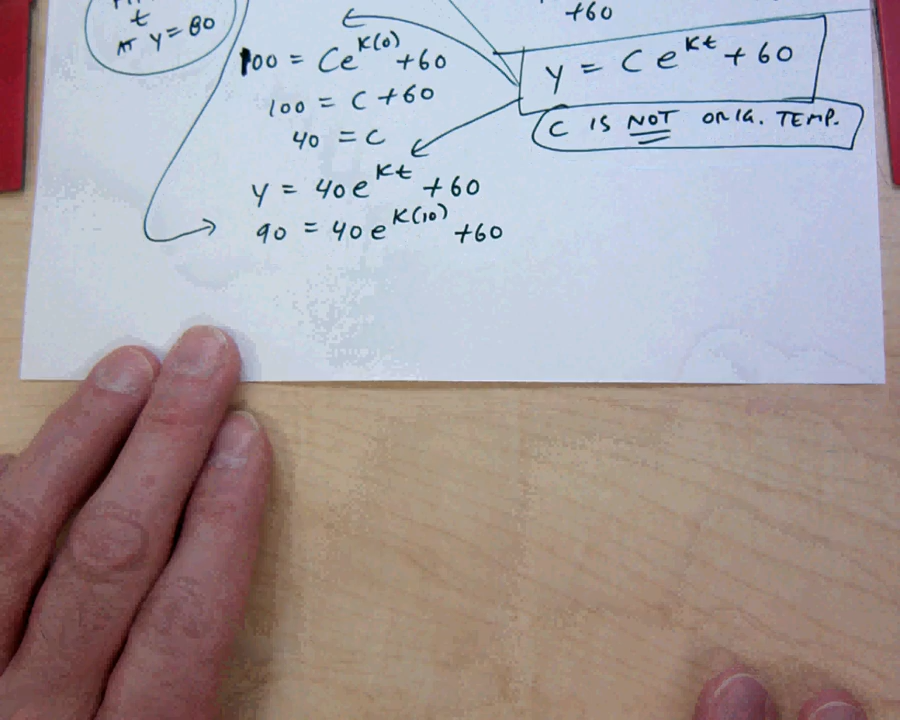 t
AT y = 80
+60
100 = Ce^{K(0)} +60
100 = C +60
40 = C
y = Ce^{Kt} + 60
C IS NOT ORIG. TEMP.
y = 40e^{Kt} +60
90 = 40e^{K(10)} +60